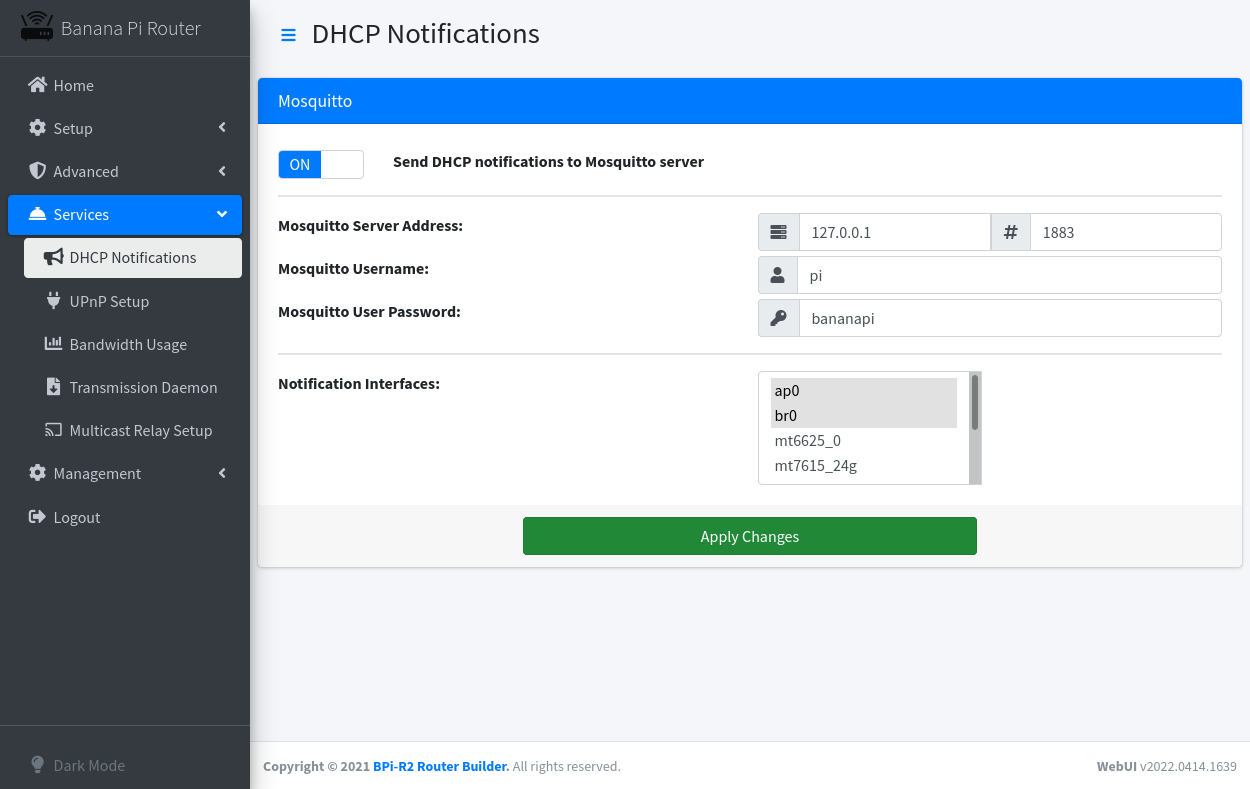 Banana Pi Router
DHCP Notifications
Home
Setup
Advanced
Services
DHCP Notifications
UPnP Setup
Bandwidth Usage
Transmission Daemon
Multicast Relay Setup
Management
Logout
Dark Mode
Mosquitto
ON
Send DHCP notifications to Mosquitto server
Mosquitto Server Address: 127.0.0.1 # 1883
Mosquitto Username: pi
Mosquitto User Password: bananapi
Notification Interfaces:
ap0
br0
mt6625_0
mt7615_24g
Apply Changes
Copyright © 2021 BPi-R2 Router Builder. All rights reserved.
WebUI v2022.0414.1639